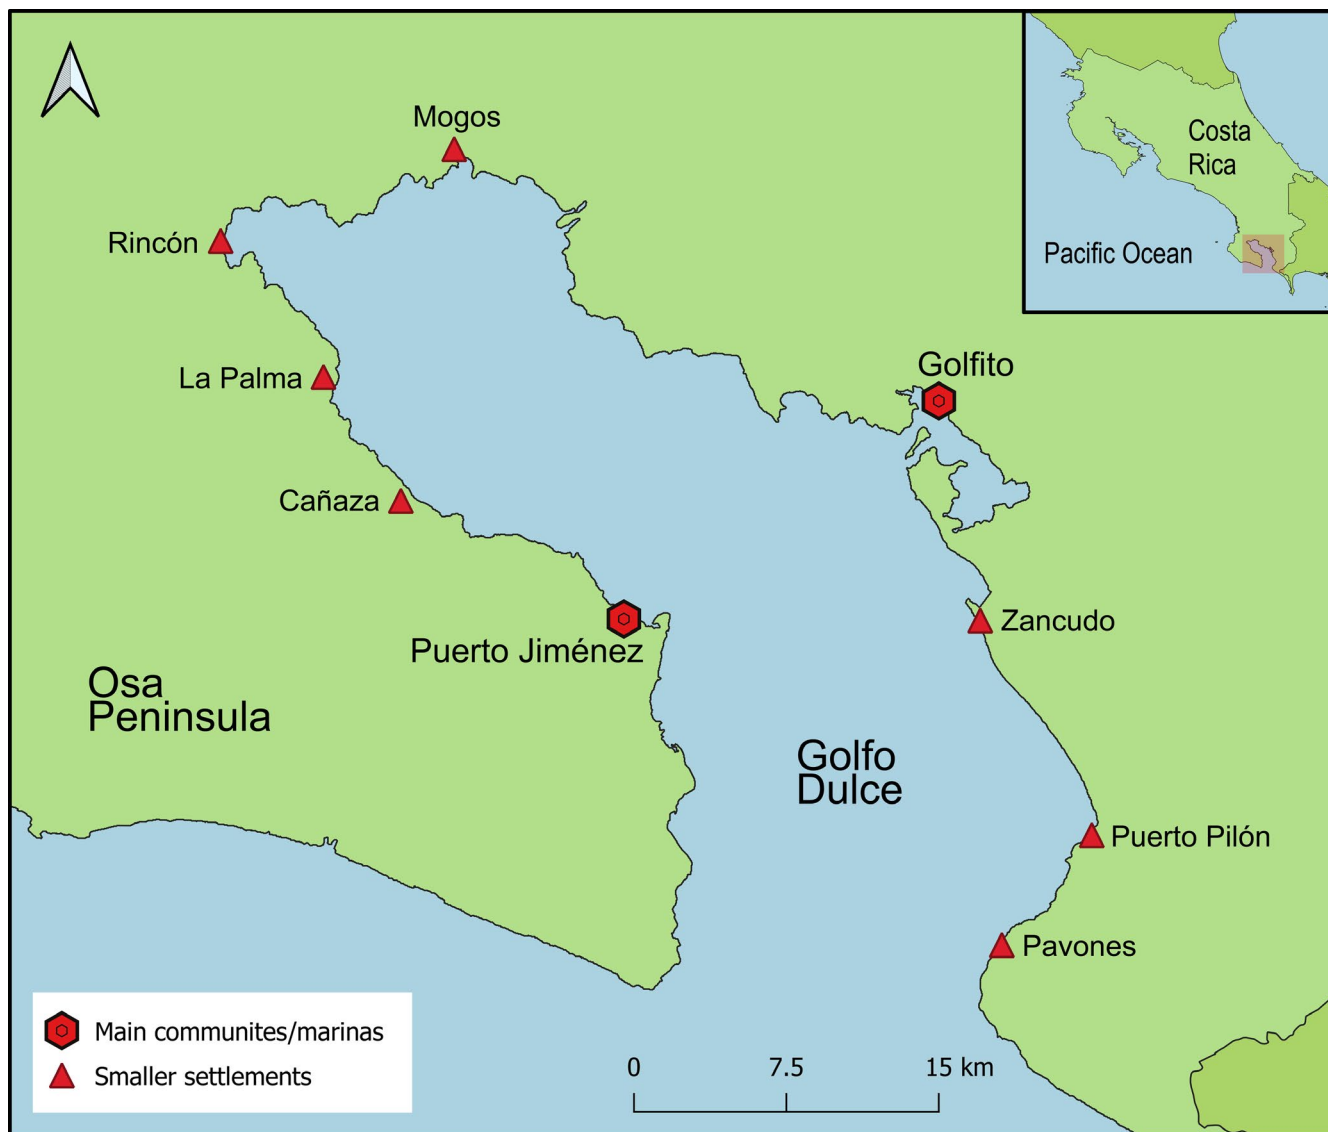 Mogos
Costa
Rica
Rincón
Pacific Ocean
Golfito
La Palma
Cañaza
Zancudo
Puerto Jiménez
Osa
Peninsula
Golfo
Dulce
Puerto Pilón
Pavones
Main communites/marinas
Smaller settlements
0 7.5 15 km